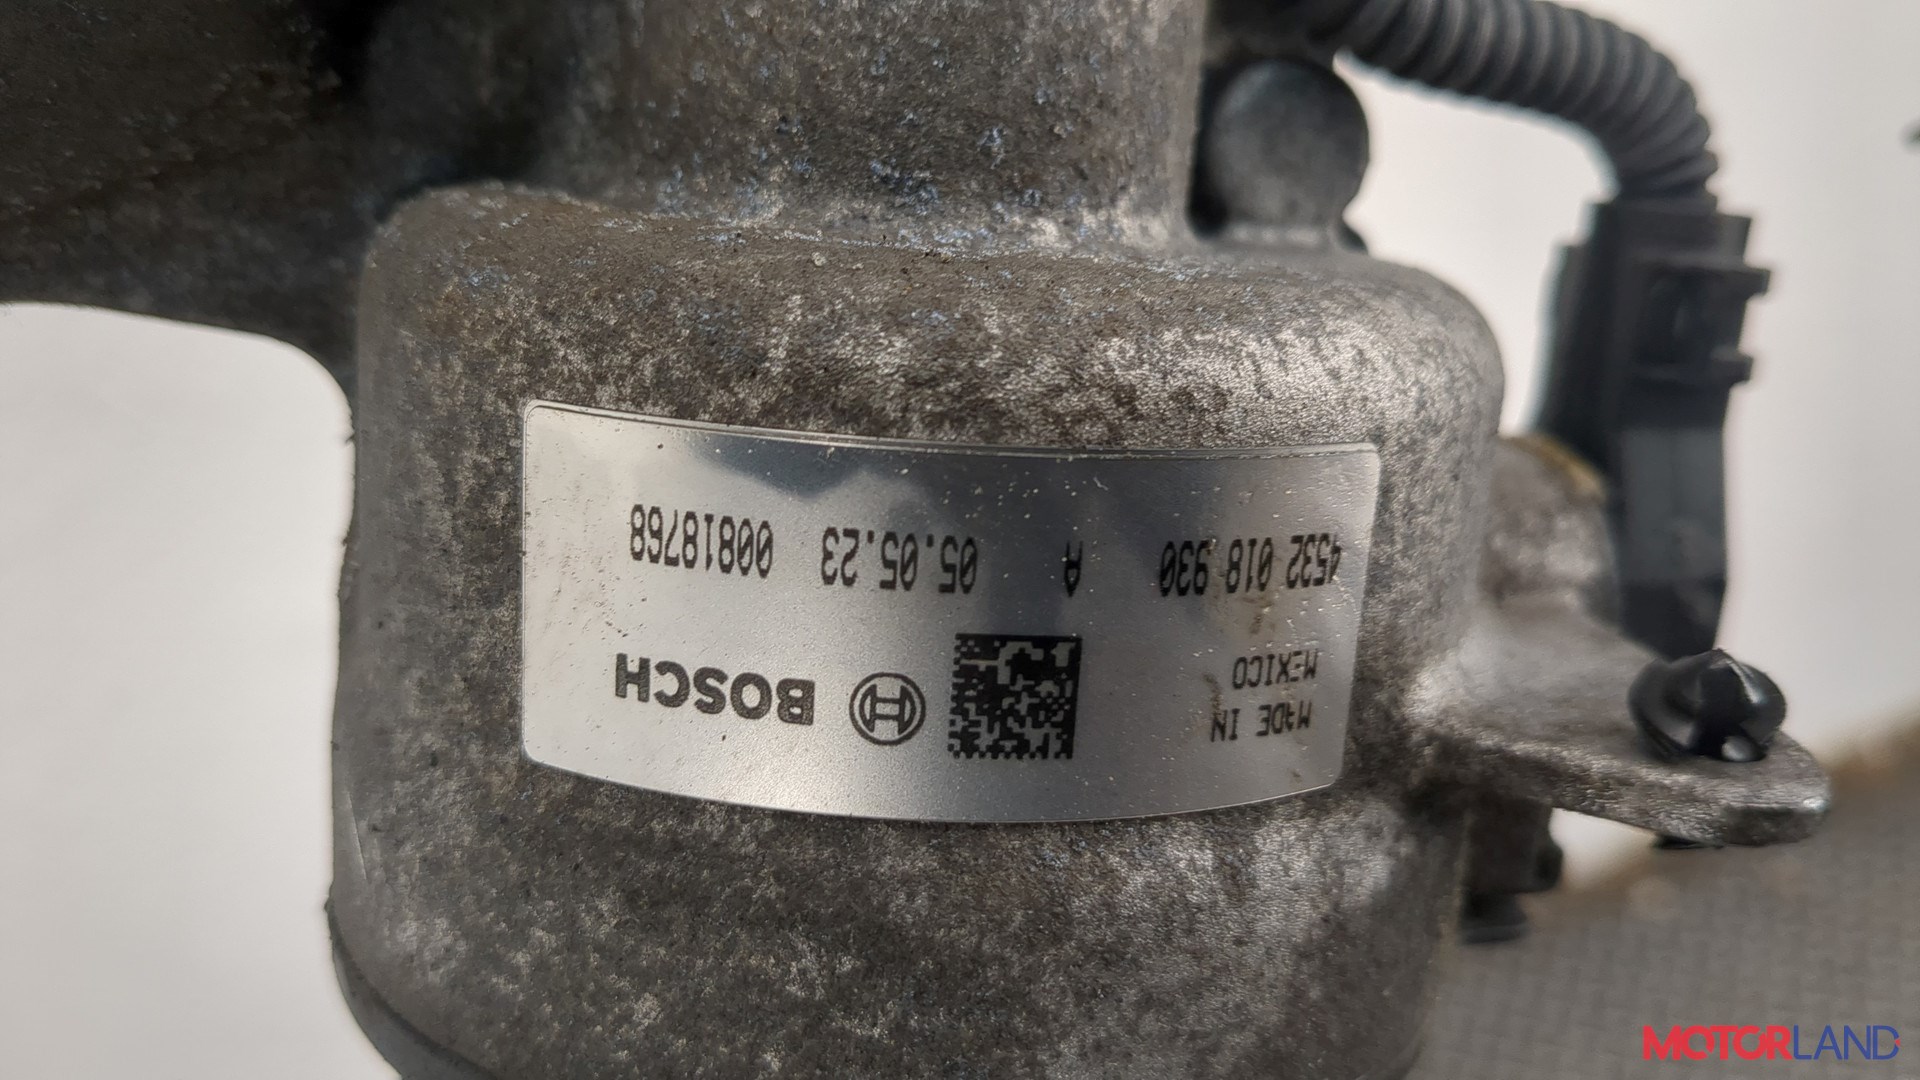 MADE IN
MEXICO
BOSCH
4532 018 930 A 05.05.23 00818768
MOTORLAND